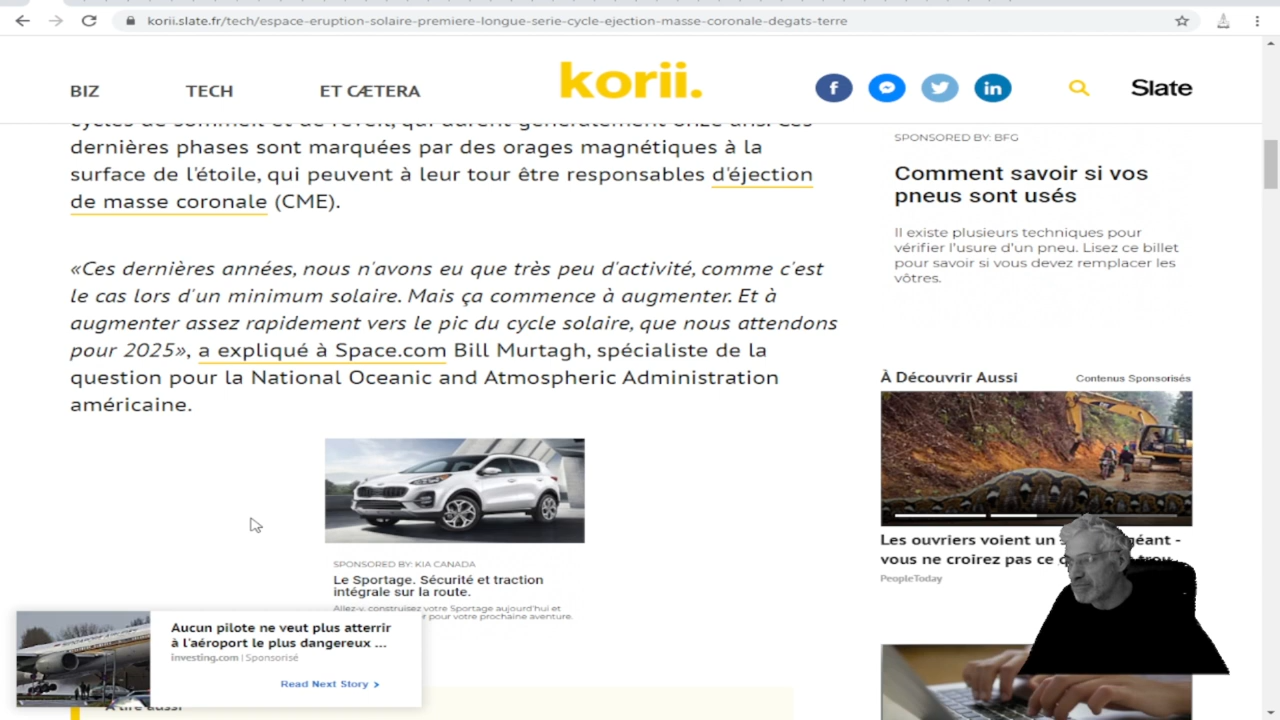 korii.slate.fr/tech/espace-eruption-solaire-premiere-longue-serie-cycle-ejection-masse-coronale-degats-terre
BIZ
TECH
ET CÆTERA
korii.
Slate
cycles de sommeil et de réveil, qui durent généralement onze ans. Ces
dernières phases sont marquées par des orages magnétiques à la
surface de l'étoile, qui peuvent à leur tour être responsables d'éjection
de masse coronale (CME).
«Ces dernières années, nous n'avons eu que très peu d'activité, comme c'est
le cas lors d'un minimum solaire. Mais ça commence à augmenter. Et à
augmenter assez rapidement vers le pic du cycle solaire, que nous attendons
pour 2025», a expliqué à Space.com Bill Murtagh, spécialiste de la
question pour la National Oceanic and Atmospheric Administration
américaine.
SPONSORED BY: KIA CANADA
Le Sportage. Sécurité et traction
intégrale sur la route.
Allez-y, construisez votre Sportage aujourd'hui et
r pour votre prochaine aventure.
Aucun pilote ne veut plus atterrir
à l'aéroport le plus dangereux ...
investing.com | Sponsorisé
Read Next Story >
A lire aussi
SPONSORED BY: BFG
Comment savoir si vos
pneus sont usés
Il existe plusieurs techniques pour
vérifier l'usure d'un pneu. Lisez ce billet
pour savoir si vous devez remplacer les
vôtres.
À Découvrir Aussi
Contenus Sponsorisés
Les ouvriers voient un éant -
vous ne croirez pas ce trouv...
PeopleToday